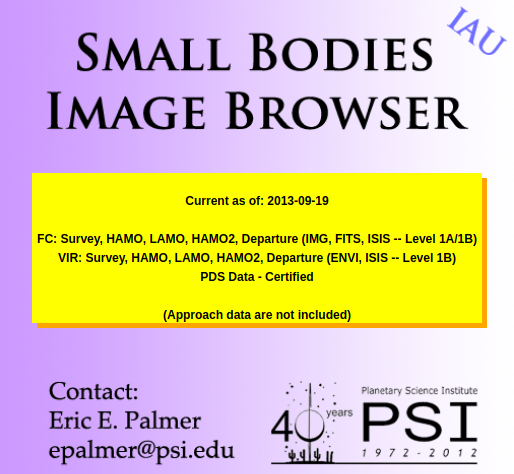 IAU
Small Bodies
Image Browser
Current as of: 2013-09-19
FC: Survey, HAMO, LAMO, HAMO2, Departure (IMG, FITS, ISIS -- Level 1A/1B)
VIR: Survey, HAMO, LAMO, HAMO2, Departure (ENVI, ISIS -- Level 1B)
PDS Data - Certified
(Approach data are not included)
Contact:
Eric E. Palmer
epalmer@psi.edu
Planetary Science Institute
40 years PSI
1972-2012